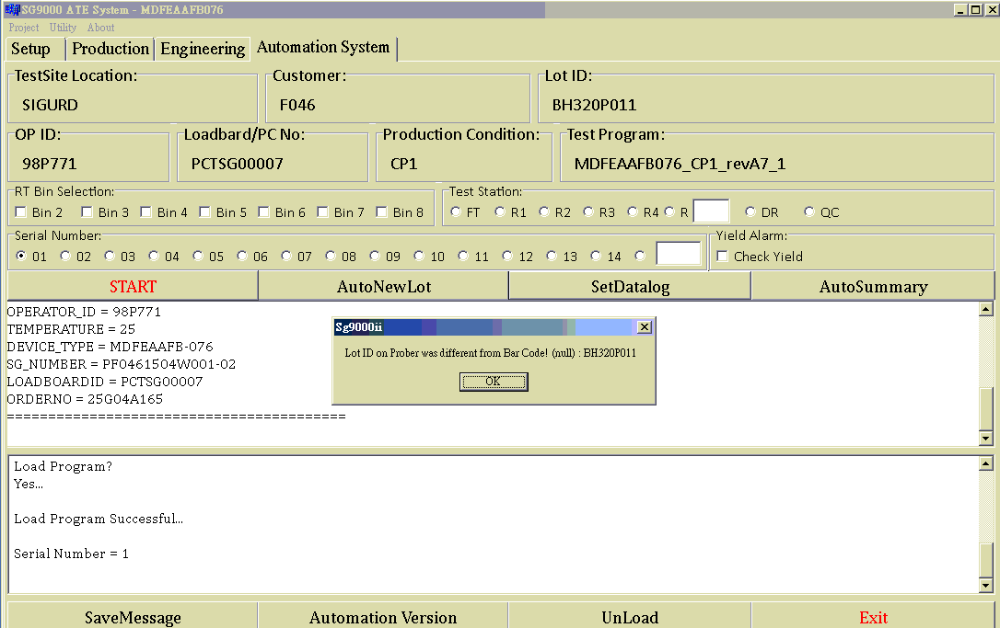 SG9000 ATE System - MDFEAAFB076
Project Utility About
Setup Production Engineering Automation System
TestSite Location: Customer: Lot ID:
SIGURD F046 BH320P011
OP ID: Loadbard/PC No: Production Condition: Test Program:
98P771 PCTSG00007 CP1 MDFEAAFB076_CP1_revA7_1
RT Bin Selection: Test Station:
Bin 2 Bin 3 Bin 4 Bin 5 Bin 6 Bin 7 Bin 8 FT R1 R2 R3 R4 R DR QC
Serial Number: Yield Alarm:
01 02 03 04 05 06 07 08 09 10 11 12 13 14 Check Yield
START AutoNewLot SetDatalog AutoSummary
OPERATOR_ID = 98P771
TEMPERATURE = 25
DEVICE_TYPE = MDFEAAFB-076
SG_NUMBER = PF0461504W001-02
LOADBOARDID = PCTSG00007
ORDERNO = 25G04A165
=========================================
Sg9000ii
Lot ID on Prober was different from Bar Code! (null) : BH320P011
OK
Load Program?
Yes...
Load Program Successful...
Serial Number = 1
SaveMessage Automation Version UnLoad Exit